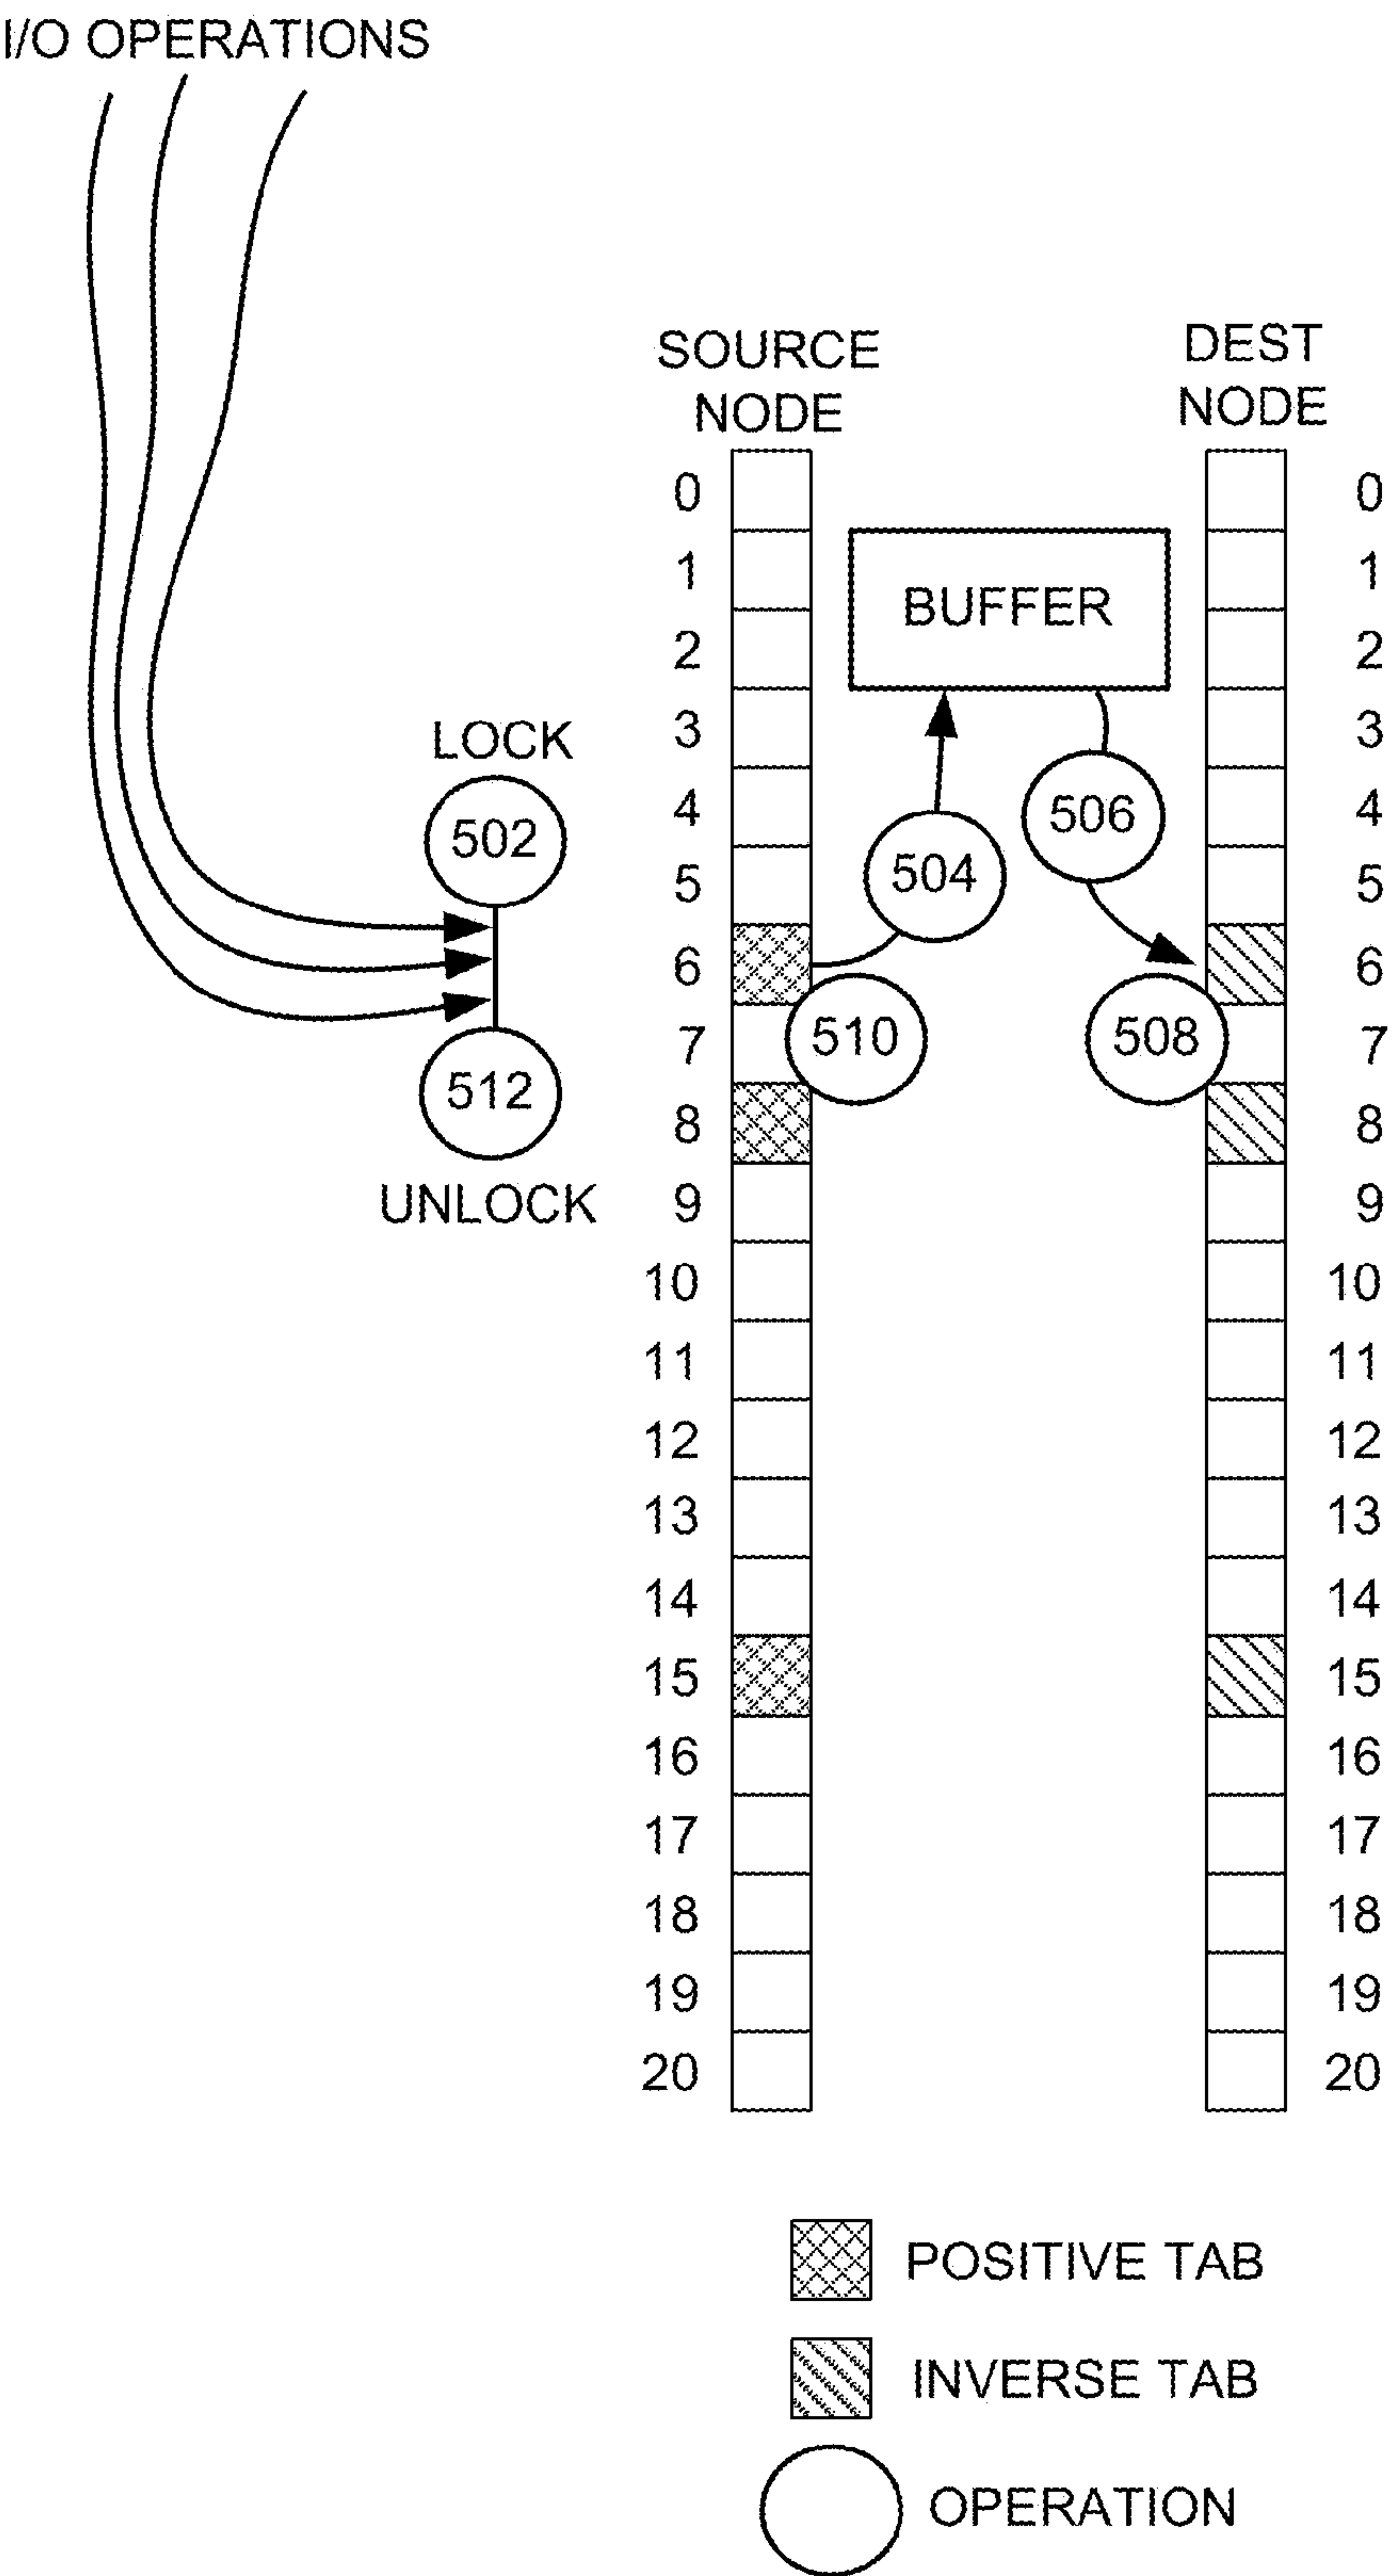 I/O OPERATIONS
SOURCE
NODE
DEST
NODE
0 0
1 1
BUFFER
2 2
3 3
LOCK
4 506 4
502
504
5 5
6 6
510 508
7 7
512
8 8
UNLOCK
9 9
10 10
11 11
12 12
13 13
14 14
15 15
16 16
17 17
18 18
19 19
20 20
POSITIVE TAB
INVERSE TAB
OPERATION